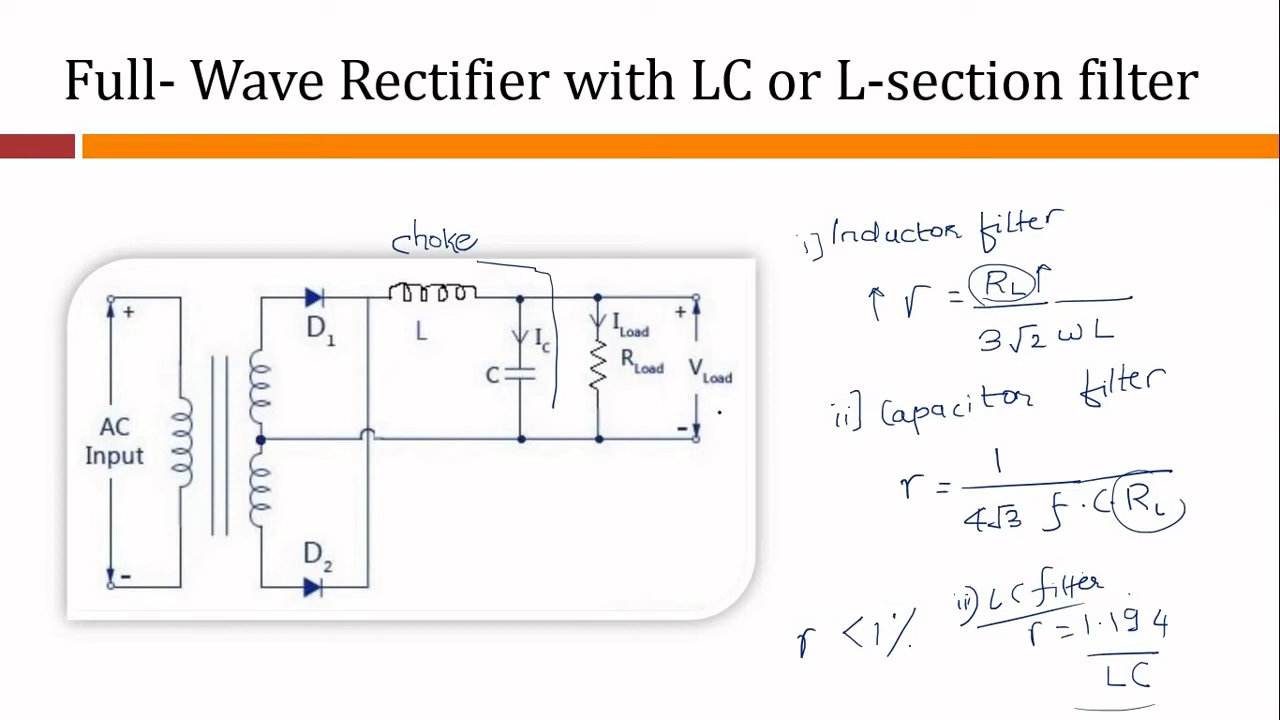 Full- Wave Rectifier with LC or L-section filter
choke
L
D1
+
AC
Input
-
D2
C
Ic
ILoad
RLoad
+
VLoad
-
i] Inductor filter
↑ r = RL↑
3√2 ωL
ii] Capacitor filter
r = 1
4√3 f·C·RL
iii) LC filter
r = 1.194
LC
r < 1%